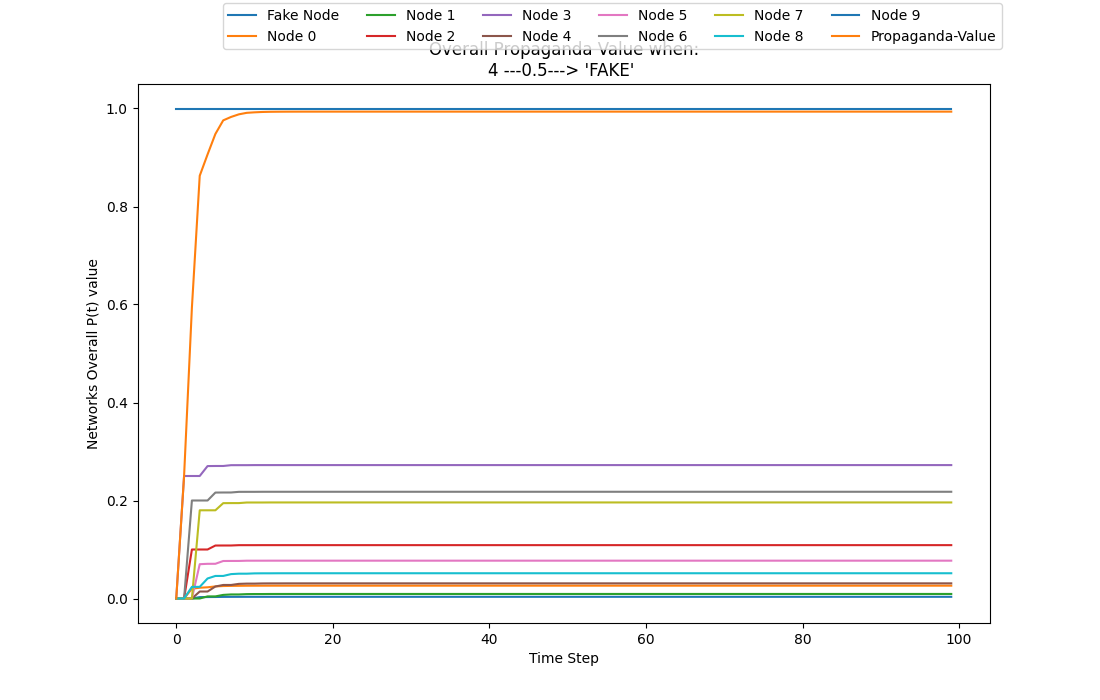 Fake Node Node 1 Node 3 Node 5 Node 7 Node 9
Node 0 Node 2 Node 4 Node 6 Node 8 Propaganda-Value
Overall Propaganda Value when:
4 ---0.5---> 'FAKE'
1.0
0.8
0.6
0.4
0.2
0.0
Networks Overall P(t) value
0 20 40 60 80 100
Time Step